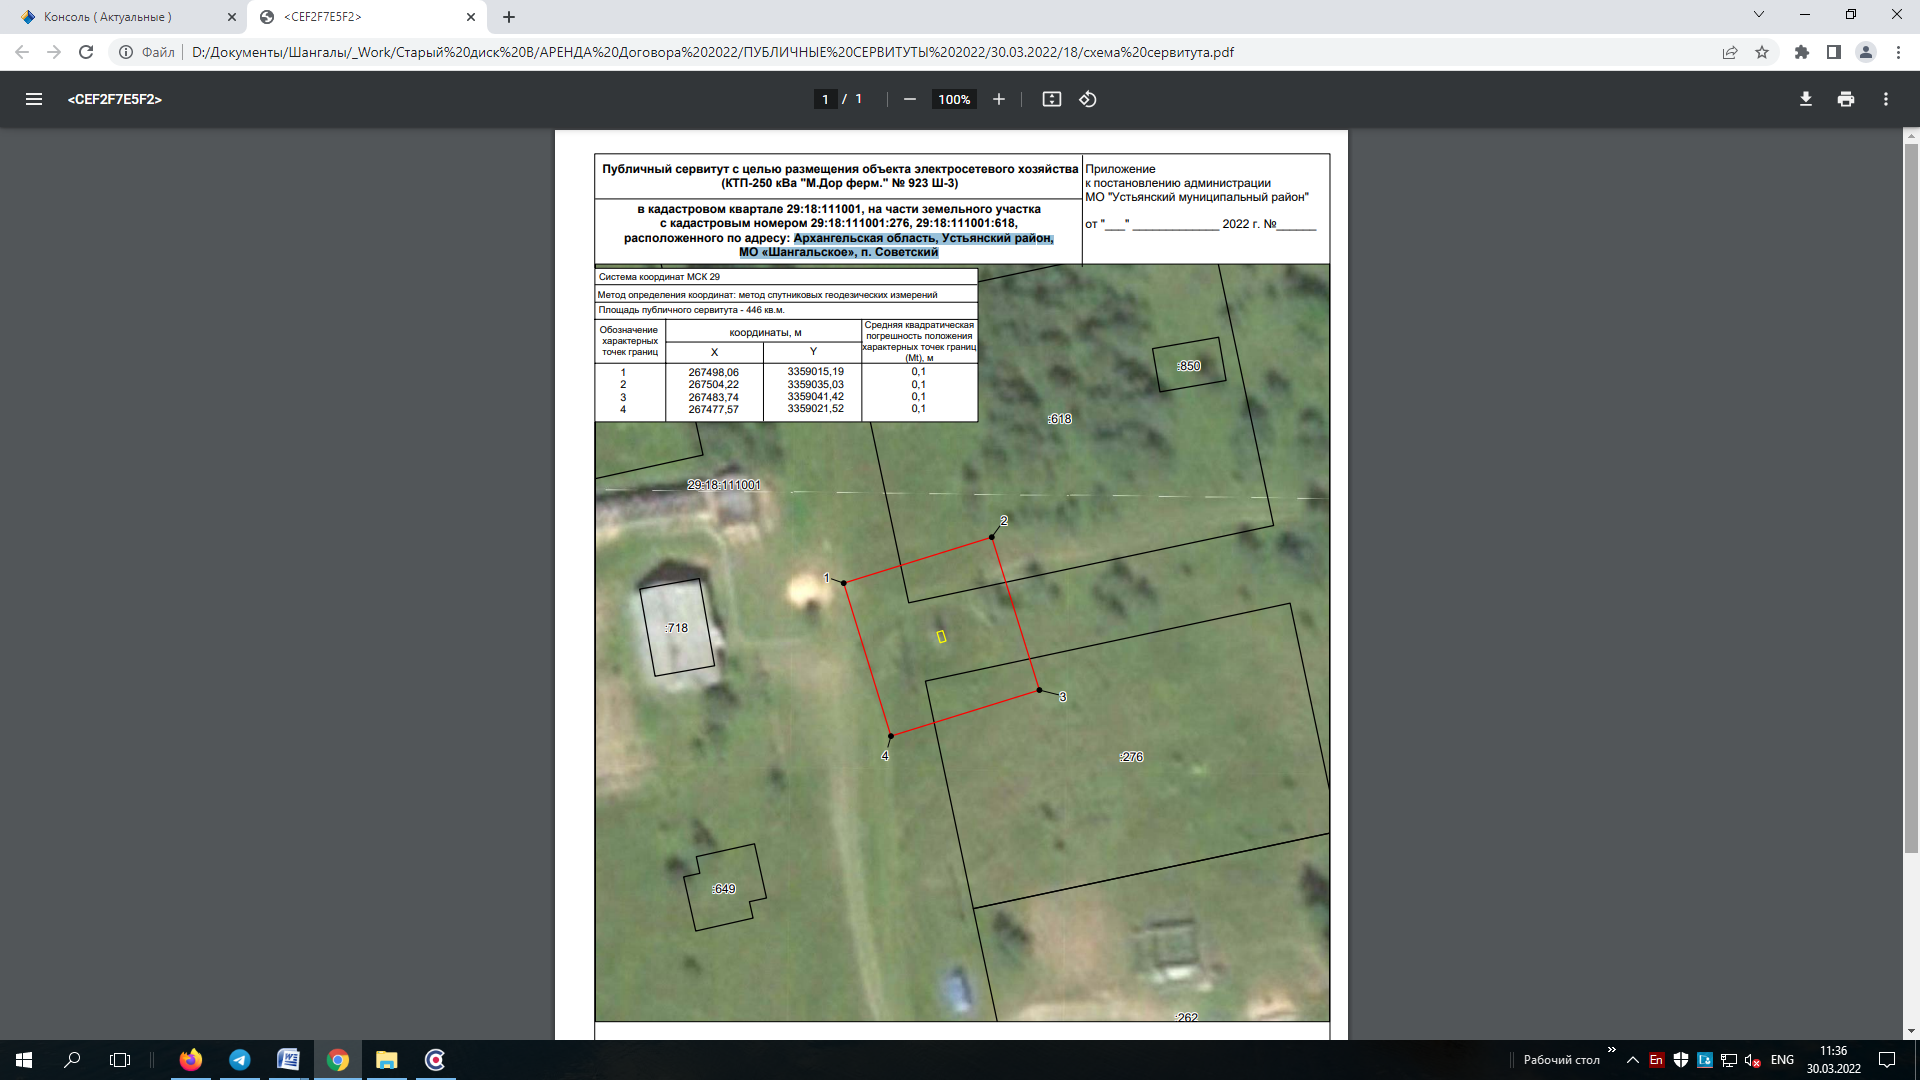 Консоль ( Актуальные )
<CEF2F7E5F2>
Файл
D:/Документы/Шангалы/_Work/Старый%20диск%20B/АРЕНДА%20Договора%202022/ПУБЛИЧНЫЕ%20СЕРВИТУТЫ%202022/30.03.2022/18/схема%20сервитута.pdf
<CEF2F7E5F2>
1 / 1
100%
Публичный сервитут с целью размещения объекта электросетевого хозяйства
(КТП-250 кВа "М.Дор ферм." № 923 Ш-3)
Приложение
к постановлению администрации
МО "Устьянский муниципальный район"
от "___" _____________ 2022 г. №______
в кадастровом квартале 29:18:111001, на части земельного участка
с кадастровым номером 29:18:111001:276, 29:18:111001:618,
расположенного по адресу: Архангельская область, Устьянский район,
МО «Шангальское», п. Советский
Система координат МСК 29
Метод определения координат: метод спутниковых геодезических измерений
Площадь публичного сервитута - 446 кв.м.
Обозначение
характерных
точек границ
координаты, м
X
Y
Средняя квадратическая
погрешность положения
характерных точек границ
(Mt), м
1 267498,06 3359015,19 0,1
2 267504,22 3359035,03 0,1
3 267483,74 3359041,42 0,1
4 267477,57 3359021,52 0,1
:850
:618
29:18:111001
2
1
:718
3
4
:276
:649
:262
Рабочий стол
En
ENG
11:36
30.03.2022